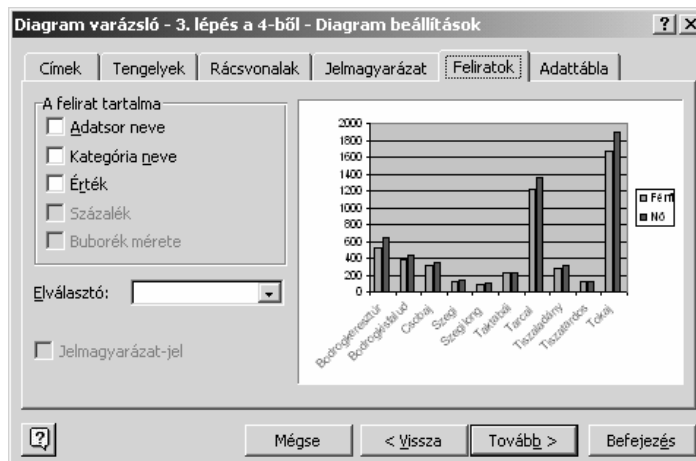 Diagram varázsló - 3. lépés a 4-ből - Diagram beállítások
Címek
Tengelyek
Rácsvonalak
Jelmagyarázat
Feliratok
Adattábla
A felirat tartalma
Adatsor neve
Kategória neve
Érték
Százalék
Buborék mérete
Elválasztó:
Jelmagyarázat-jel
2000
1800
1600
1400
1200
1000
800
600
400
200
0
Bodrogkeresztúr
Bodrogkisfalud
Csobaj
Szegi
Szegilong
Taktabáj
Tarcal
Tiszaladány
Tiszatardos
Tokaj
Férfi
Nő
Mégse
< Vissza
Tovább >
Befejezés